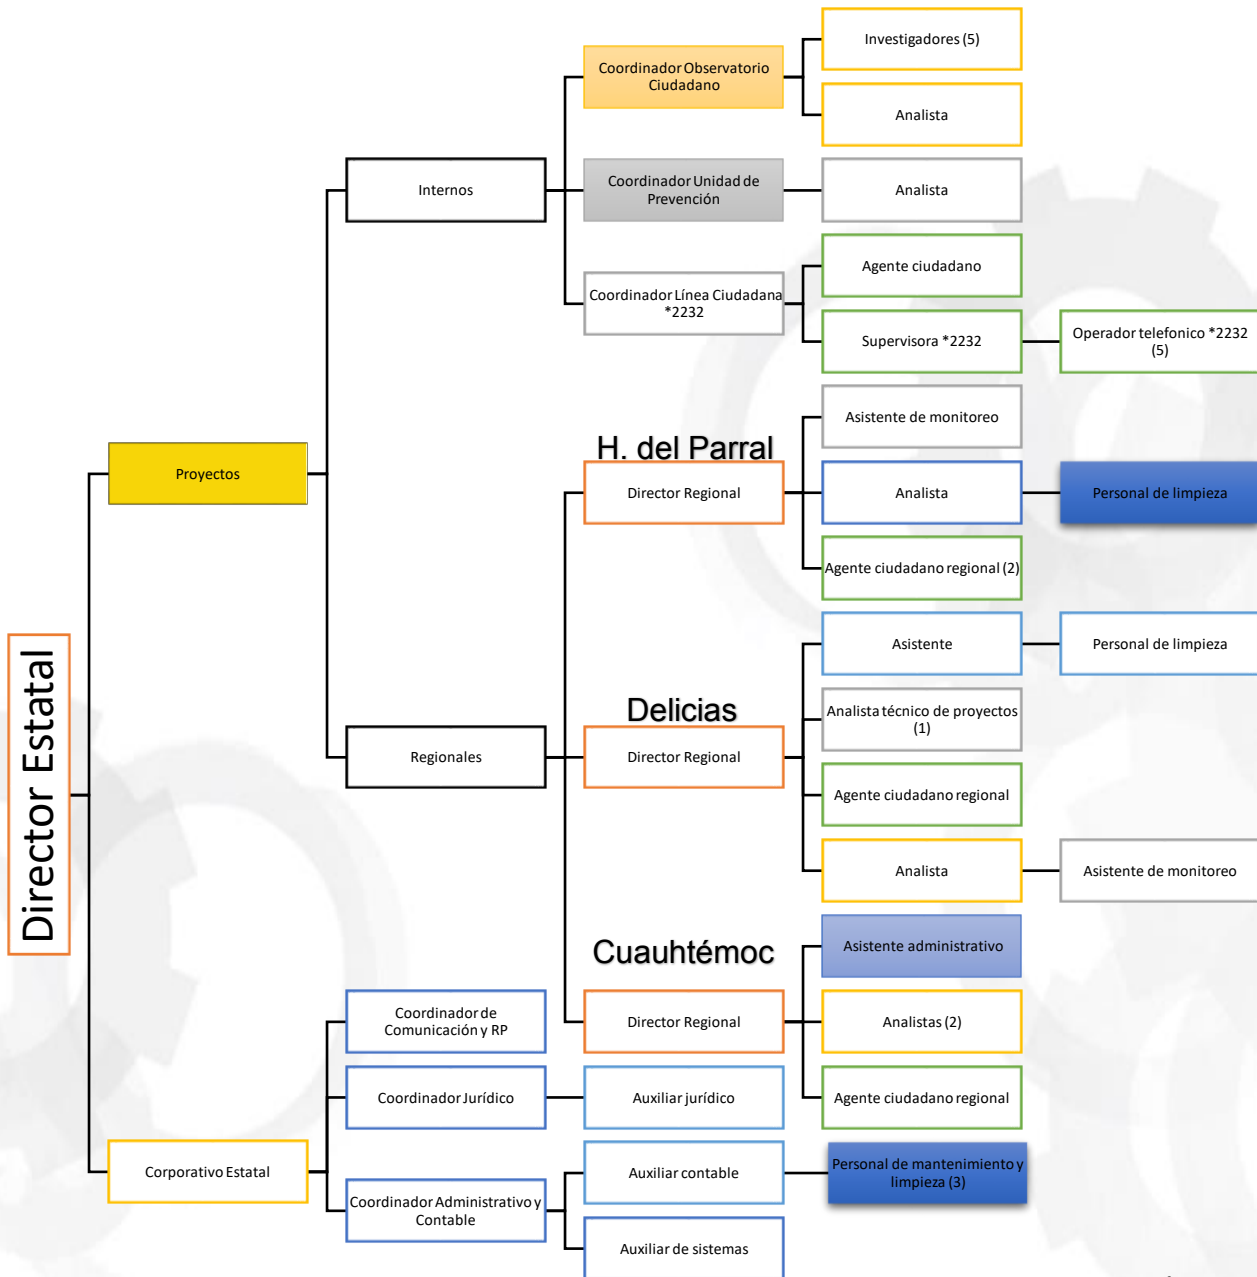 Director Estatal
Proyectos
Internos
Coordinador Observatorio
Ciudadano
Investigadores (5)
Analista
Coordinador Unidad de
Prevención
Analista
Coordinador Línea Ciudadana
*2232
Agente ciudadano
Supervisora *2232
Operador telefonico *2232
(5)
Regionales
H. del Parral
Director Regional
Asistente de monitoreo
Analista
Personal de limpieza
Agente ciudadano regional (2)
Delicias
Director Regional
Asistente
Personal de limpieza
Analista técnico de proyectos
(1)
Agente ciudadano regional
Analista
Asistente de monitoreo
Cuauhtémoc
Director Regional
Asistente administrativo
Analistas (2)
Agente ciudadano regional
Corporativo Estatal
Coordinador de
Comunicación y RP
Coordinador Jurídico
Auxiliar jurídico
Coordinador Administrativo y
Contable
Auxiliar contable
Personal de mantenimiento y
limpieza (3)
Auxiliar de sistemas